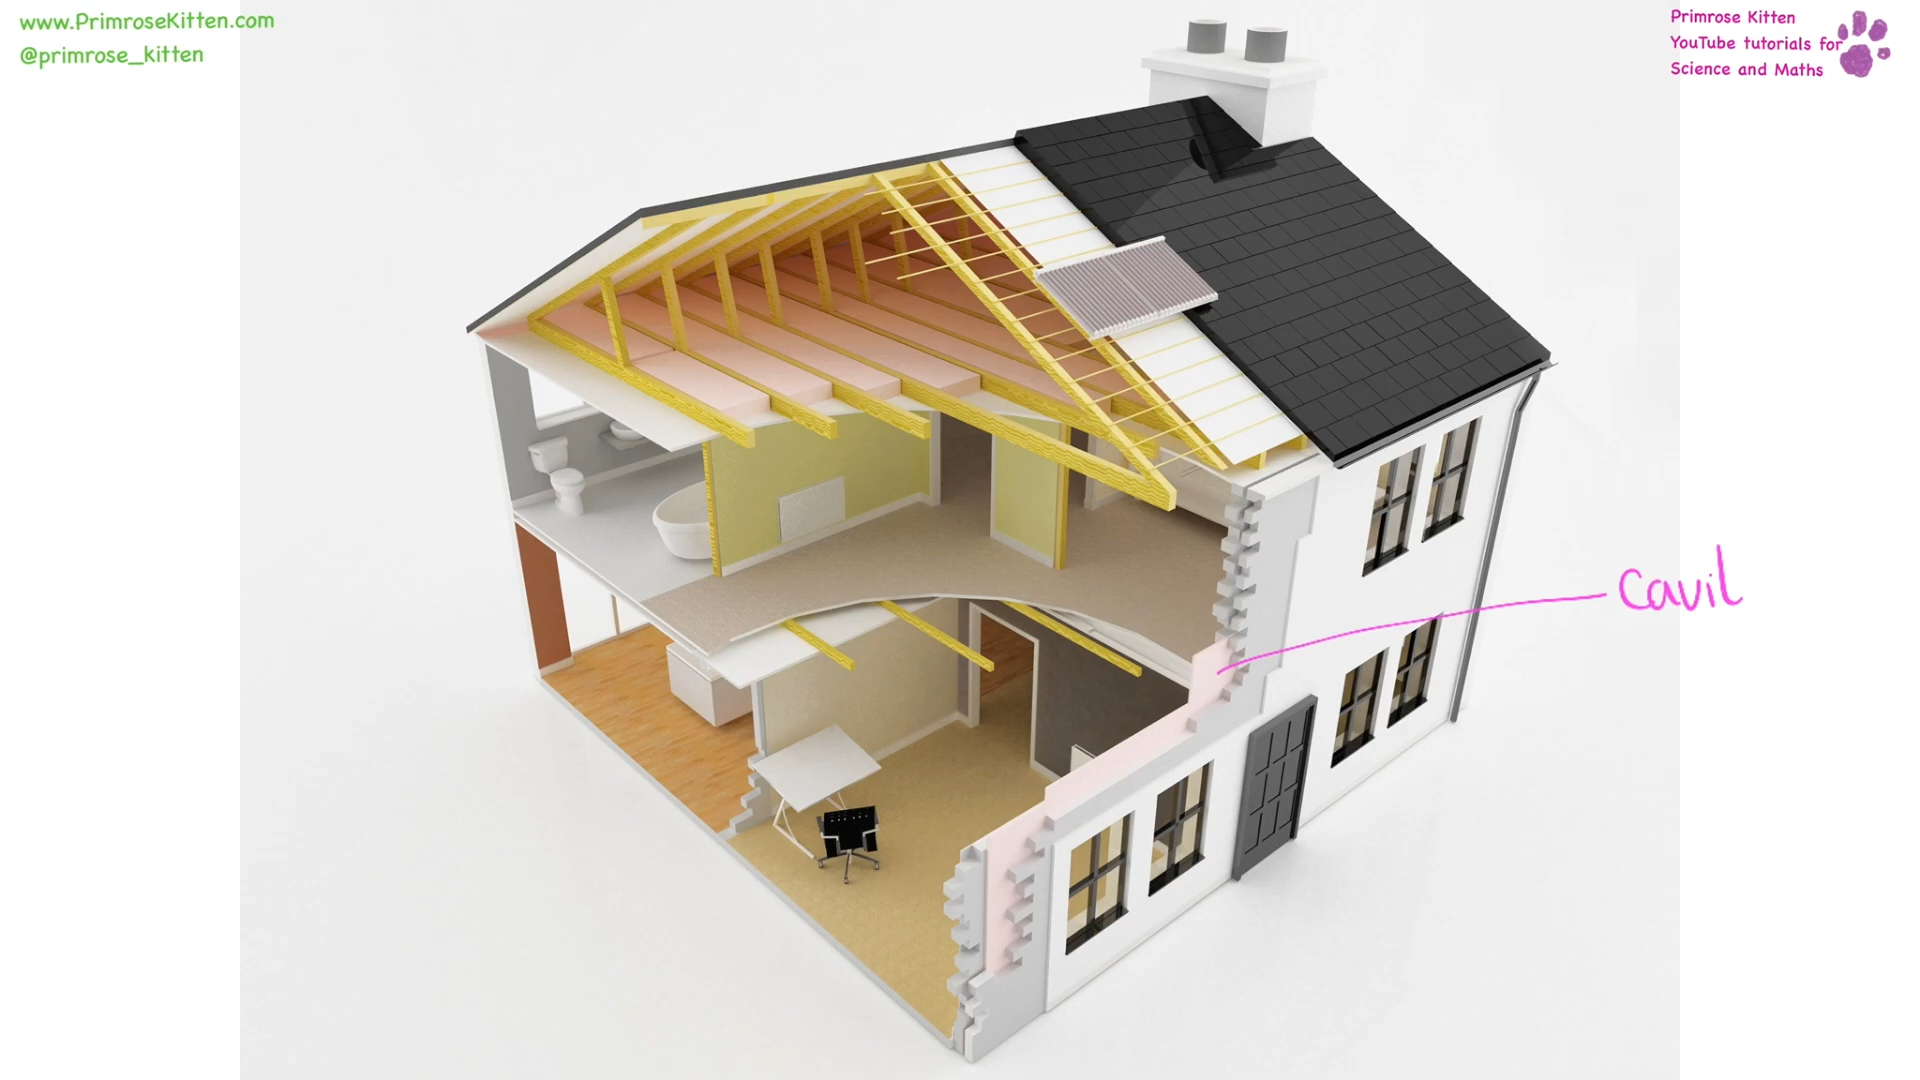 www.PrimroseKitten.com
@primrose_kitten
Primrose Kitten
YouTube tutorials for
Science and Maths
Cavil